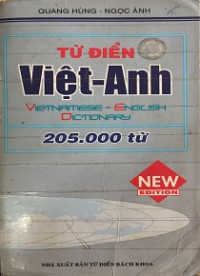 QUANG HÙNG - NGỌC ÁNH
TỪ ĐIỂN
Việt-Anh
VIETNAMESE - ENGLISH
DICTIONARY
205.000 từ
NEW
EDITION
NHÀ XUẤT BẢN TỪ ĐIỂN BÁCH KHOA